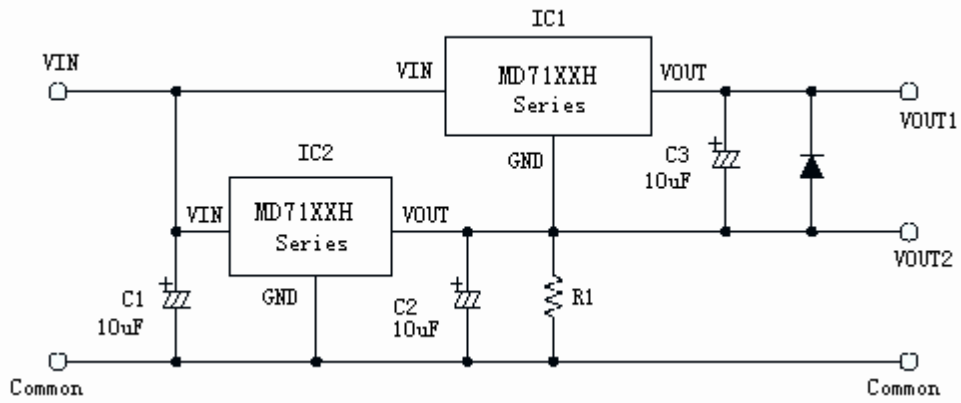 IC1
VIN
VIN
MD71XXH
Series
VOUT
VOUT1
GND
C3
10uF
IC2
VIN
MD71XXH
Series
VOUT
VOUT2
GND
C1
10uF
C2
10uF
R1
Common
Common